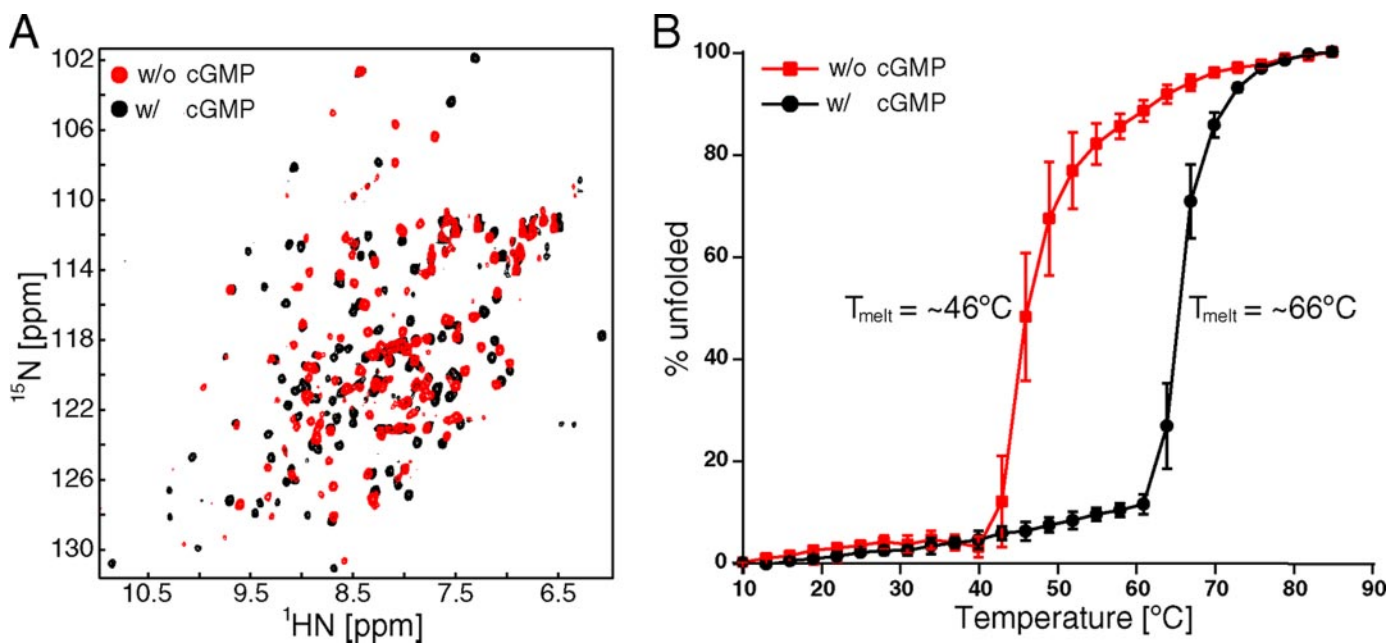 A
102
106
110
114
118
122
126
130
¹⁵N [ppm]
w/o cGMP
w/ cGMP
10.5 9.5 8.5 7.5 6.5
¹HN [ppm]
B
100
80
60
40
20
0
% unfolded
w/o cGMP
w/ cGMP
Tmelt = ~46°C
Tmelt = ~66°C
10 20 30 40 50 60 70 80 90
Temperature [°C]